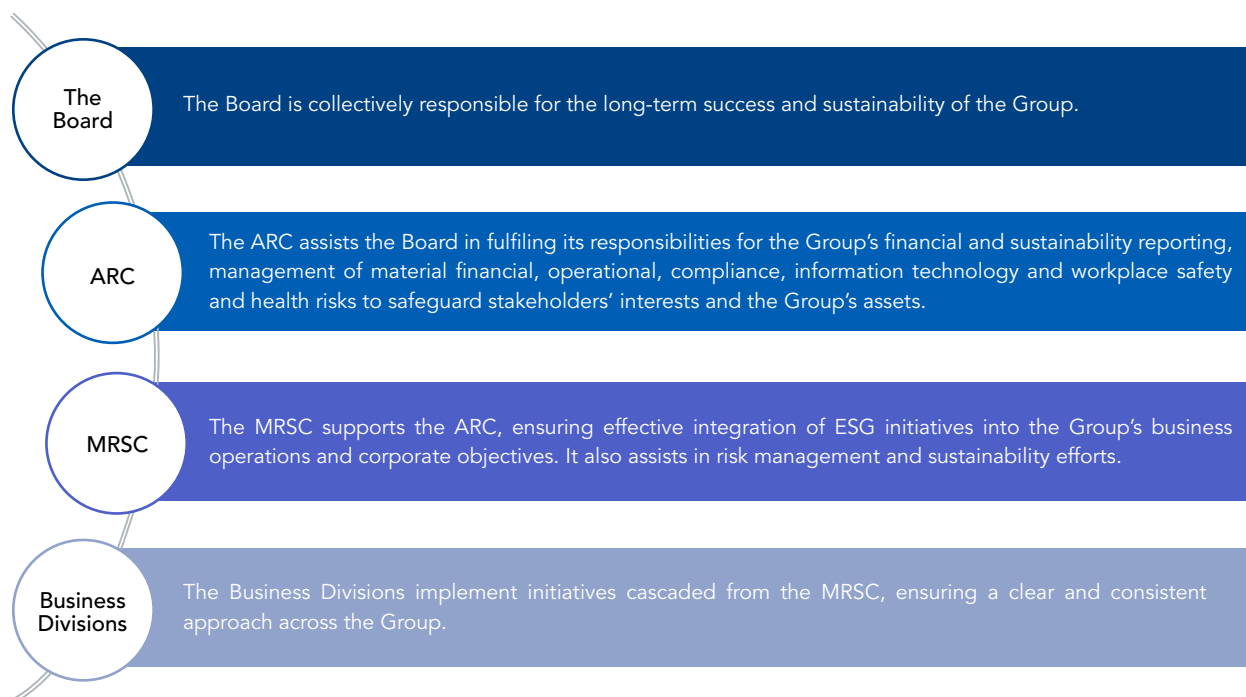 The
Board
The Board is collectively responsible for the long-term success and sustainability of the Group.
ARC
The ARC assists the Board in fulfiling its responsibilities for the Group’s financial and sustainability reporting,
management of material financial, operational, compliance, information technology and workplace safety
and health risks to safeguard stakeholders’ interests and the Group’s assets.
MRSC
The MRSC supports the ARC, ensuring effective integration of ESG initiatives into the Group’s business
operations and corporate objectives. It also assists in risk management and sustainability efforts.
Business
Divisions
The Business Divisions implement initiatives cascaded from the MRSC, ensuring a clear and consistent
approach across the Group.